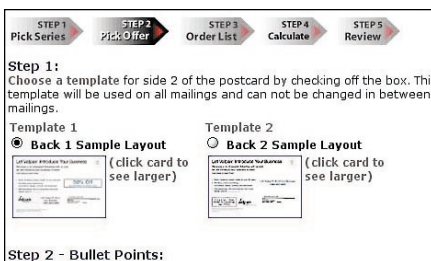 STEP 1 STEP 2 STEP 3 STEP 4 STEP 5
Pick Series Pick Offer Order List Calculate Review
Step 1:
Choose a template for side 2 of the postcard by checking off the box. Thi
template will be used on all mailings and can not be changed in between
mailings.
Template 1 Template 2
Back 1 Sample Layout Back 2 Sample Layout
(click card to (click card to
see larger) see larger)
Step 2 - Bullet Points: